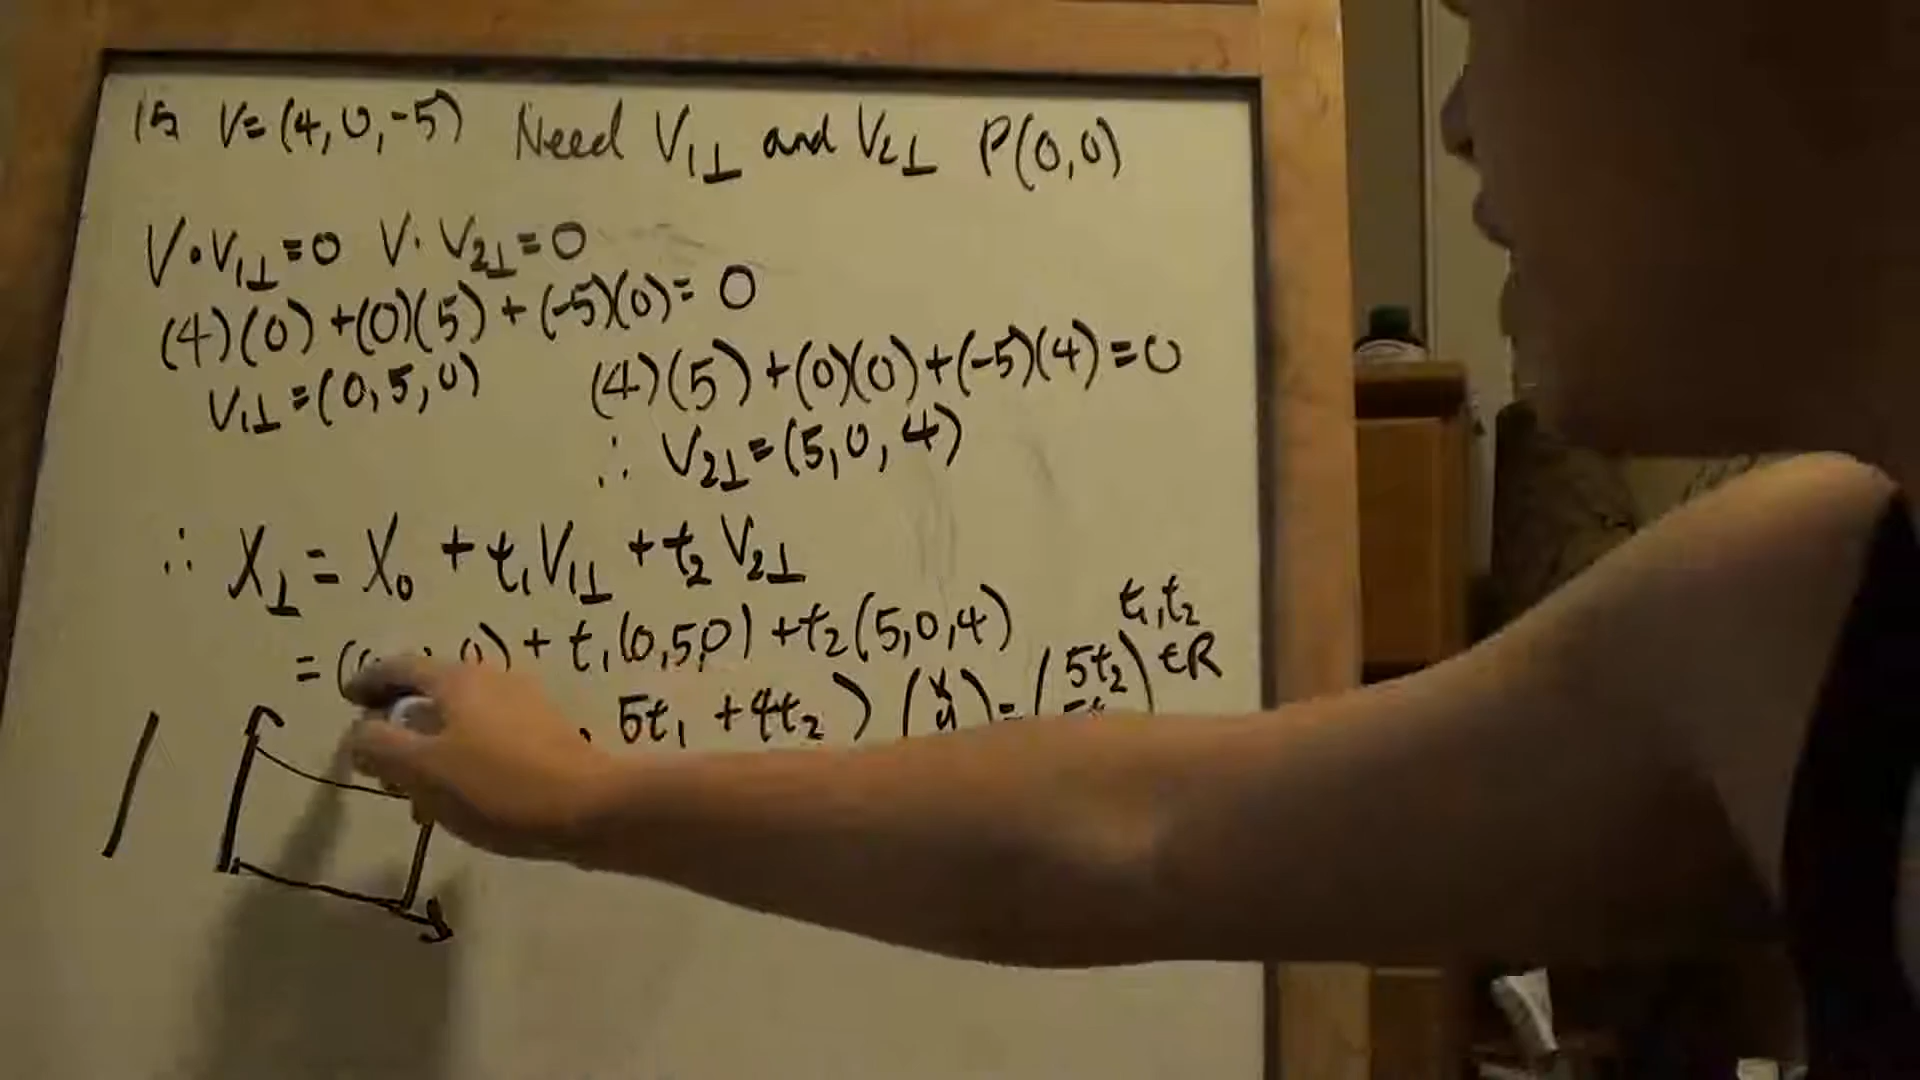 15 V=(4,0,-5) Need V₁⊥ and V₂⊥ P(0,0)
V·V₁⊥=0 V·V₂⊥=0
(4)(0)+(0)(5)+(-5)(0)=0
V₁⊥=(0,5,0)
(4)(5)+(0)(0)+(-5)(4)=0
∴ V₂⊥=(5,0,4)
∴ X⊥ = X₀ + t₁V₁⊥ + t₂V₂⊥
+ t₁(0,5,0) + t₂(5,0,4)
t₁,t₂ ∈R
, 5t₁ +4t₂) (x y)=(5t₂